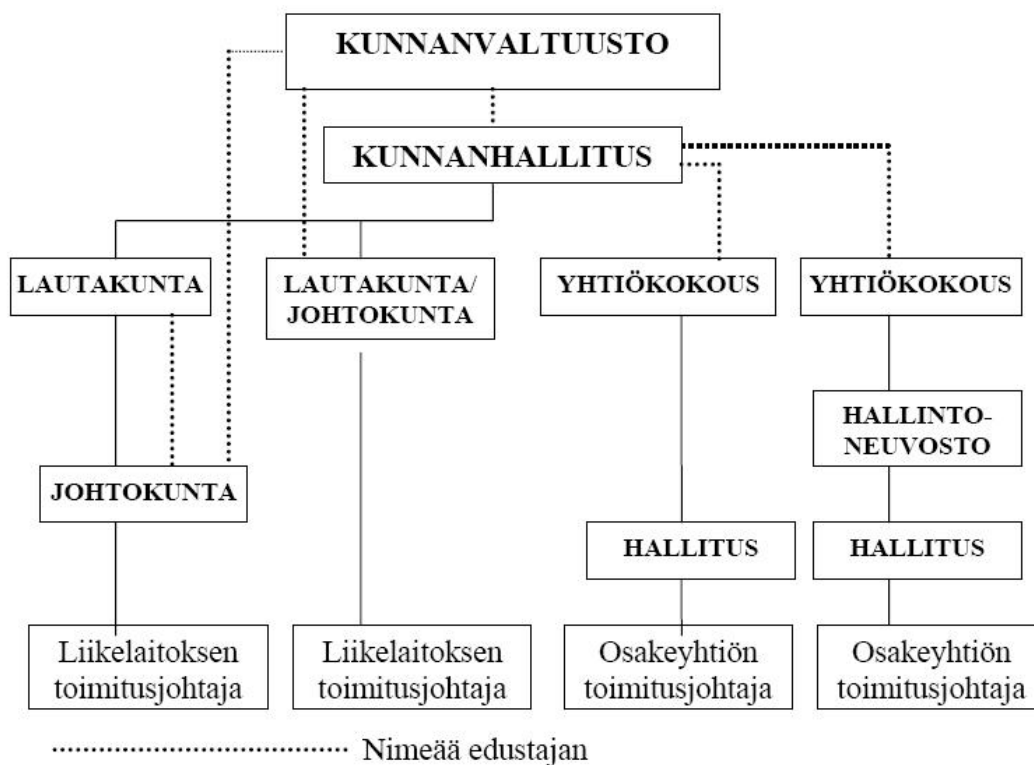 KUNNANVALTUUSTO
KUNNANHALLITUS
LAUTAKUNTA
LAUTAKUNTA/
JOHTOKUNTA
YHTIÖKOKOUS
YHTIÖKOKOUS
HALLINTO-
NEUVOSTO
JOHTOKUNTA
HALLITUS
HALLITUS
Liikelaitoksen
toimitusjohtaja
Liikelaitoksen
toimitusjohtaja
Osakeyhtiön
toimitusjohtaja
Osakeyhtiön
toimitusjohtaja
Nimeää edustajan